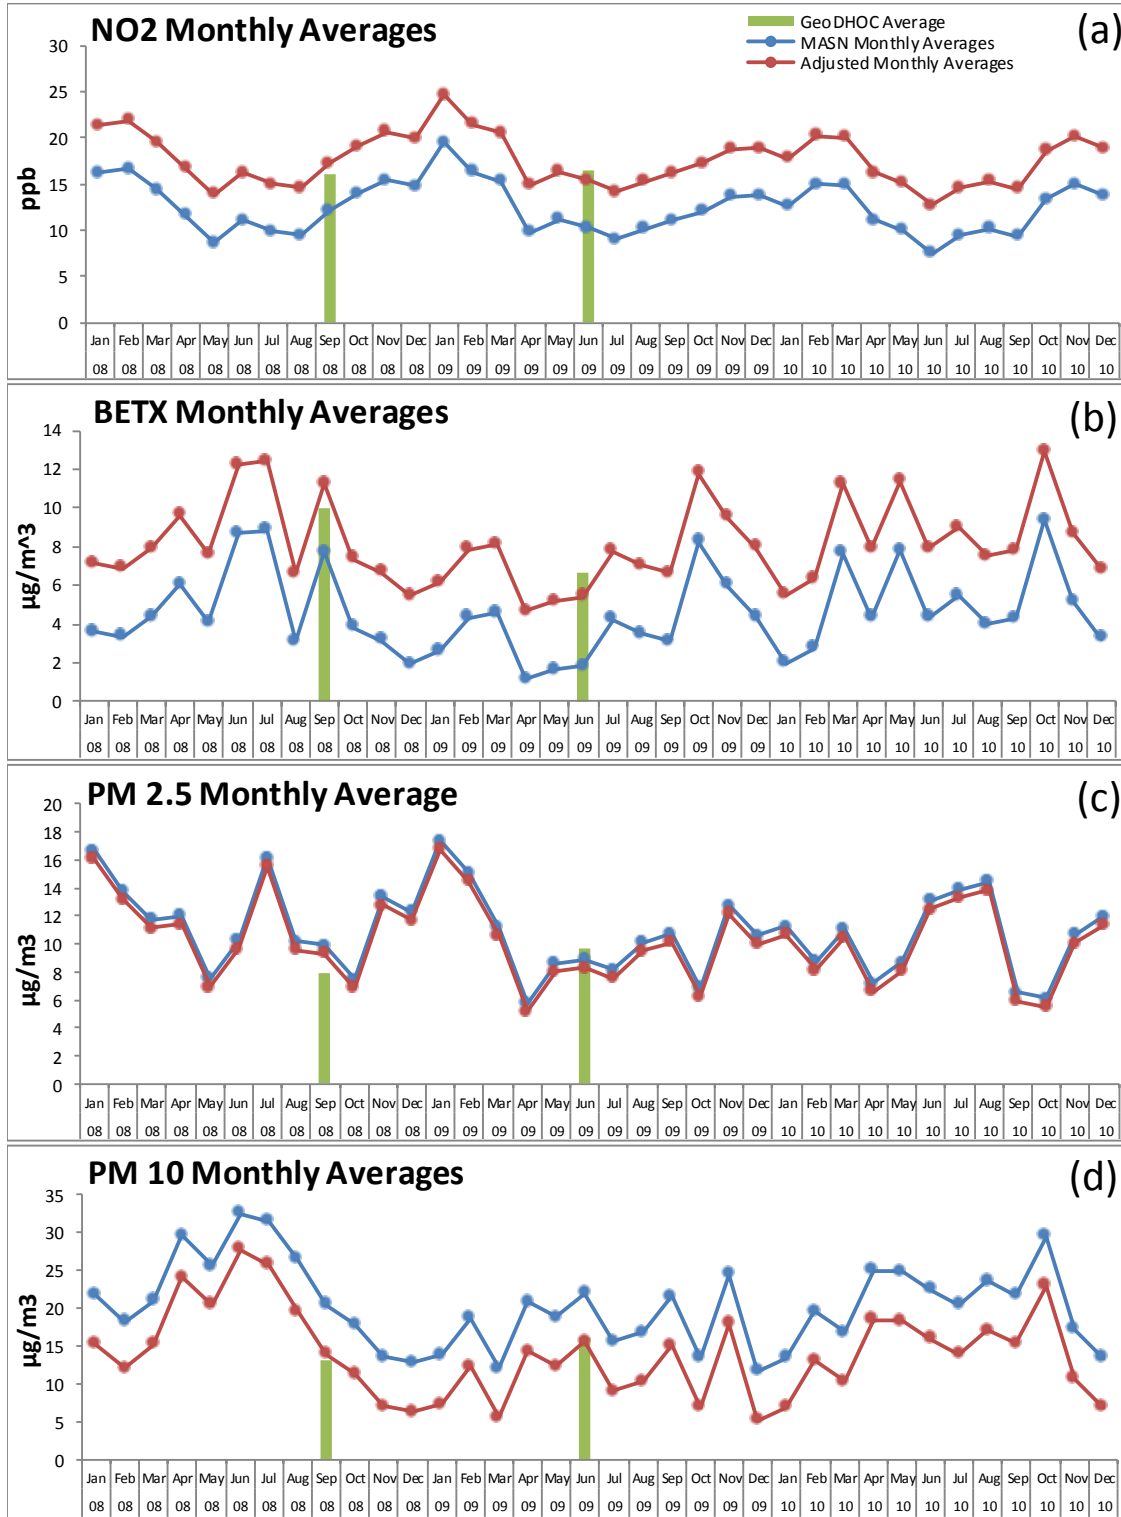 NO2 Monthly Averages
(a)
GeoDHOC Average
MASN Monthly Averages
Adjusted Monthly Averages
ppb
30
25
20
15
10
5
0
Jan Feb Mar Apr May Jun Jul Aug Sep Oct Nov Dec Jan Feb Mar Apr May Jun Jul Aug Sep Oct Nov Dec Jan Feb Mar Apr May Jun Jul Aug Sep Oct Nov Dec
08 08 08 08 08 08 08 08 08 08 08 08 09 09 09 09 09 09 09 09 09 09 09 09 10 10 10 10 10 10 10 10 10 10 10 10
BETX Monthly Averages
(b)
µg/m^3
14
12
10
8
6
4
2
0
Jan Feb Mar Apr May Jun Jul Aug Sep Oct Nov Dec Jan Feb Mar Apr May Jun Jul Aug Sep Oct Nov Dec Jan Feb Mar Apr May Jun Jul Aug Sep Oct Nov Dec
08 08 08 08 08 08 08 08 08 08 08 08 09 09 09 09 09 09 09 09 09 09 09 09 10 10 10 10 10 10 10 10 10 10 10 10
PM 2.5 Monthly Average
(c)
µg/m3
20
18
16
14
12
10
8
6
4
2
0
Jan Feb Mar Apr May Jun Jul Aug Sep Oct Nov Dec Jan Feb Mar Apr May Jun Jul Aug Sep Oct Nov Dec Jan Feb Mar Apr May Jun Jul Aug Sep Oct Nov Dec
08 08 08 08 08 08 08 08 08 08 08 08 09 09 09 09 09 09 09 09 09 09 09 09 10 10 10 10 10 10 10 10 10 10 10 10
PM 10 Monthly Averages
(d)
µg/m3
35
30
25
20
15
10
5
0
Jan Feb Mar Apr May Jun Jul Aug Sep Oct Nov Dec Jan Feb Mar Apr May Jun Jul Aug Sep Oct Nov Dec Jan Feb Mar Apr May Jun Jul Aug Sep Oct Nov Dec
08 08 08 08 08 08 08 08 08 08 08 08 09 09 09 09 09 09 09 09 09 09 09 09 10 10 10 10 10 10 10 10 10 10 10 10